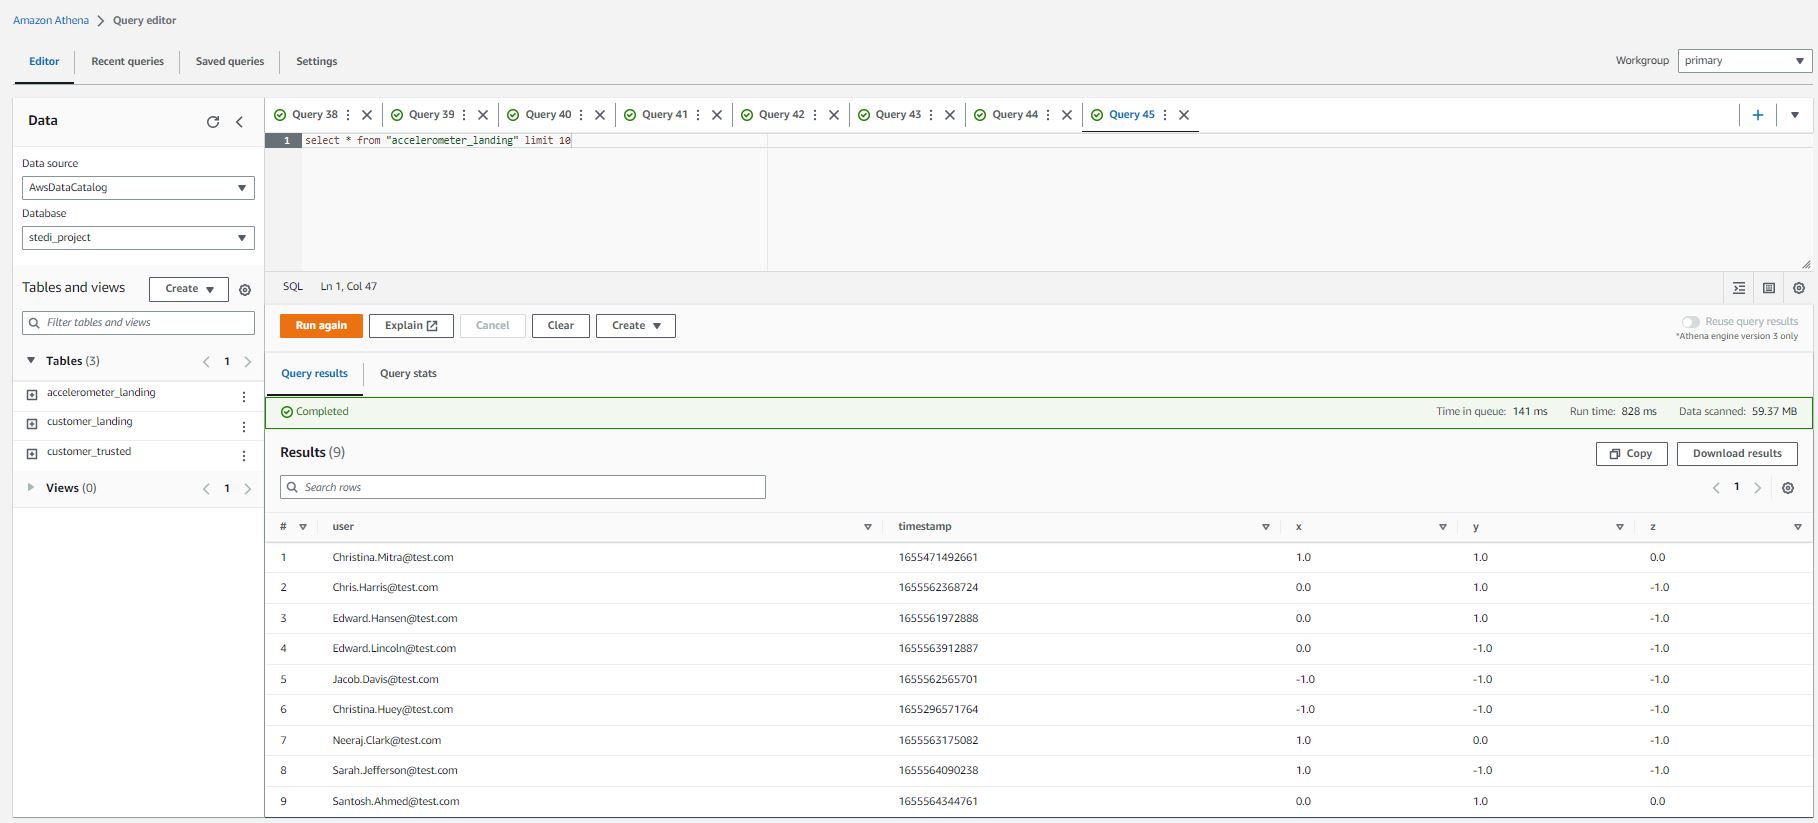 Amazon Athena > Query editor
Editor Recent queries Saved queries Settings
Workgroup primary
Data
Data source
AwsDataCatalog
Database
stedi_project
Tables and views Create
Filter tables and views
Tables (3) < 1 >
accelerometer_landing
customer_landing
customer_trusted
Views (0) < 1 >
Query 38 Query 39 Query 40 Query 41 Query 42 Query 43 Query 44 Query 45
1 select * from "accelerometer_landing" limit 10
SQL Ln 1, Col 47
Run again Explain Cancel Clear Create
Reuse query results
*Athena engine version 3 only
Query results Query stats
Completed Time in queue: 141 ms Run time: 828 ms Data scanned: 59.37 MB
Results (9) Copy Download results
Search rows < 1 >
# user timestamp x y z
1 Christina.Mitra@test.com 1655471492661 1.0 1.0 0.0
2 Chris.Harris@test.com 1655562368724 0.0 1.0 -1.0
3 Edward.Hansen@test.com 1655561972888 0.0 1.0 -1.0
4 Edward.Lincoln@test.com 1655563912887 0.0 -1.0 -1.0
5 Jacob.Davis@test.com 1655562565701 -1.0 -1.0 -1.0
6 Christina.Huey@test.com 1655296571764 -1.0 -1.0 -1.0
7 Neeraj.Clark@test.com 1655563175082 1.0 0.0 -1.0
8 Sarah.Jefferson@test.com 1655564090238 1.0 -1.0 -1.0
9 Santosh.Ahmed@test.com 1655564344761 0.0 1.0 0.0